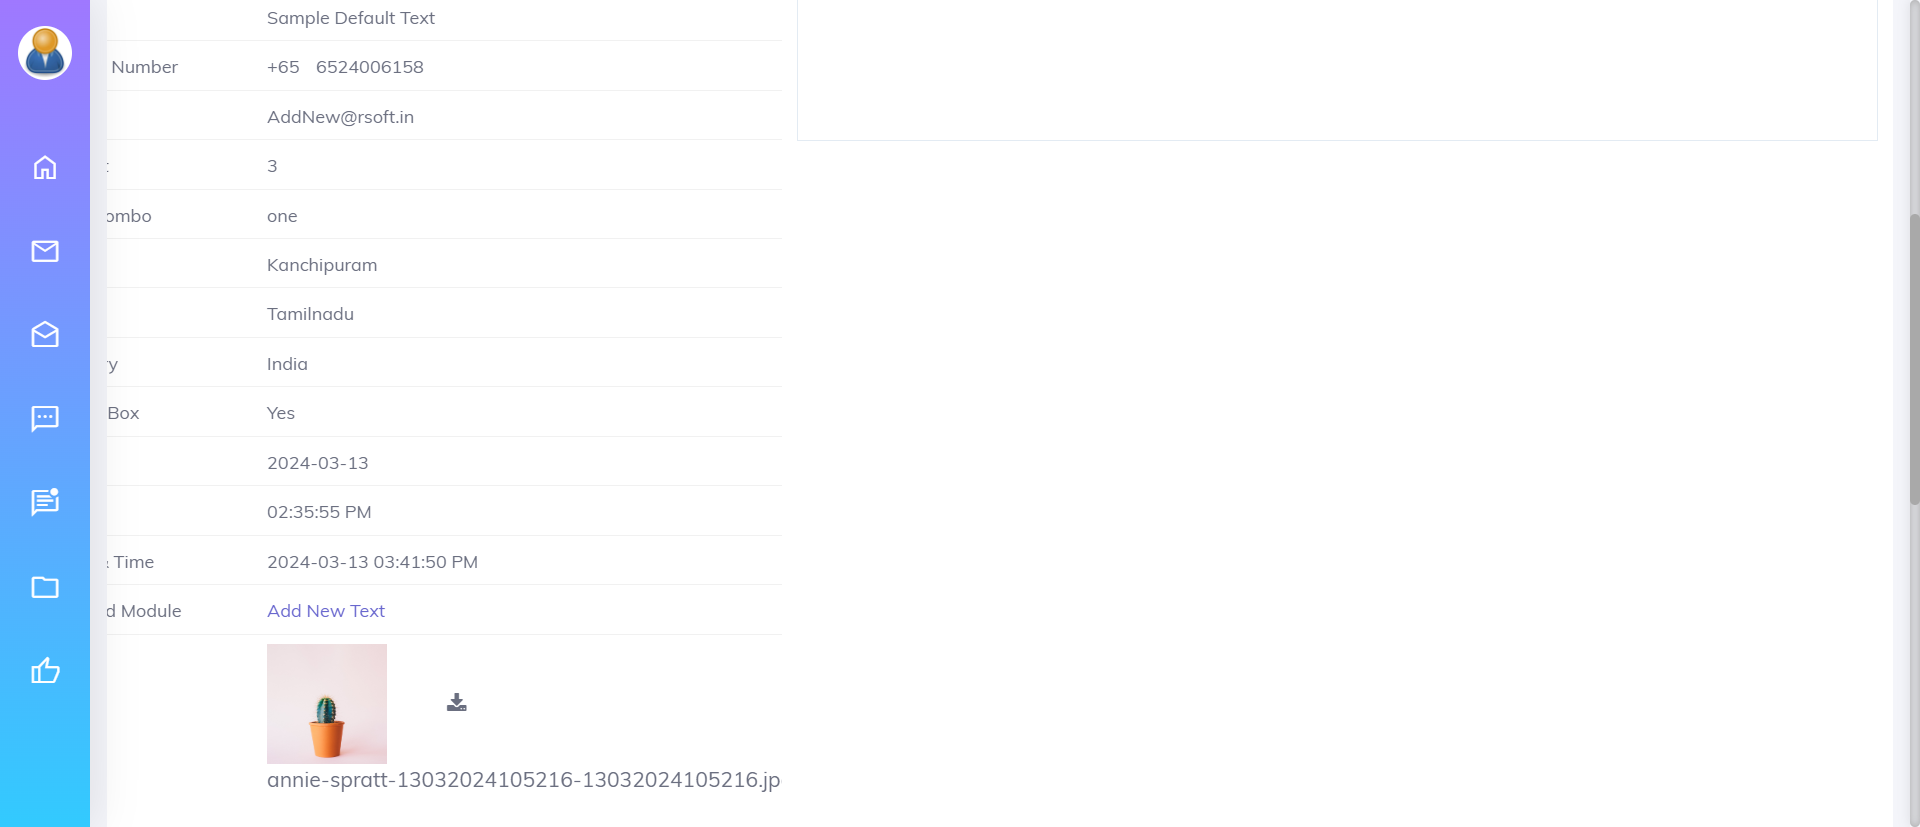 Sample Default Text
Number +65 6524006158
AddNew@rsoft.in
3
ombo one
Kanchipuram
Tamilnadu
y India
Box Yes
2024-03-13
02:35:55 PM
Time 2024-03-13 03:41:50 PM
d Module Add New Text
annie-spratt-13032024105216-13032024105216.jp